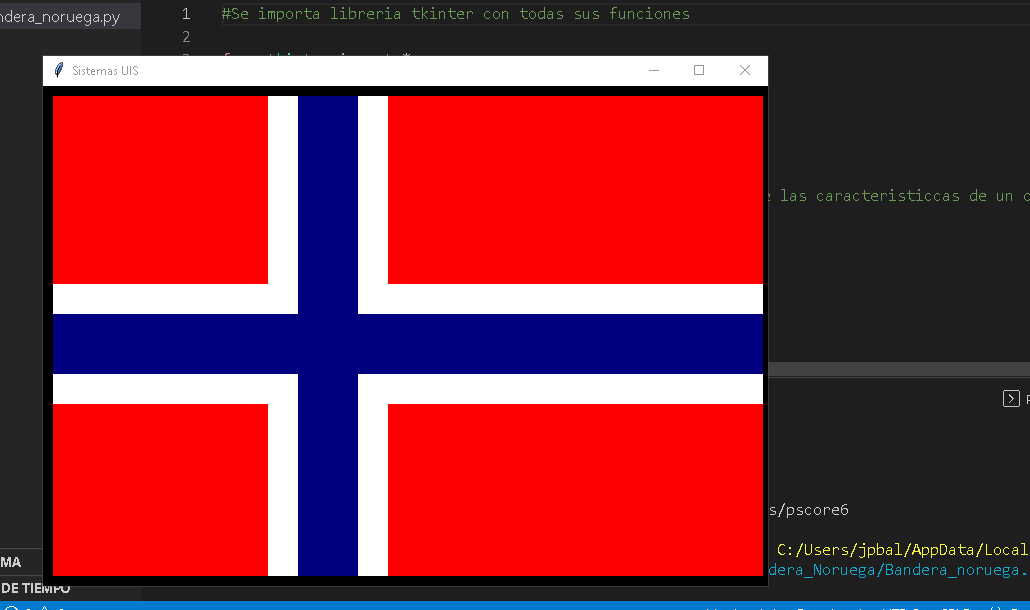 ndera_noruega.py
1 #Se importa libreria tkinter con todas sus funciones
2
Sistemas UIS
las caracteristiccas de un
s/pscore6
MA
C:/Users/jpbal/AppData/Local
dera_Noruega/Bandera_noruega.
DE TIEMPO